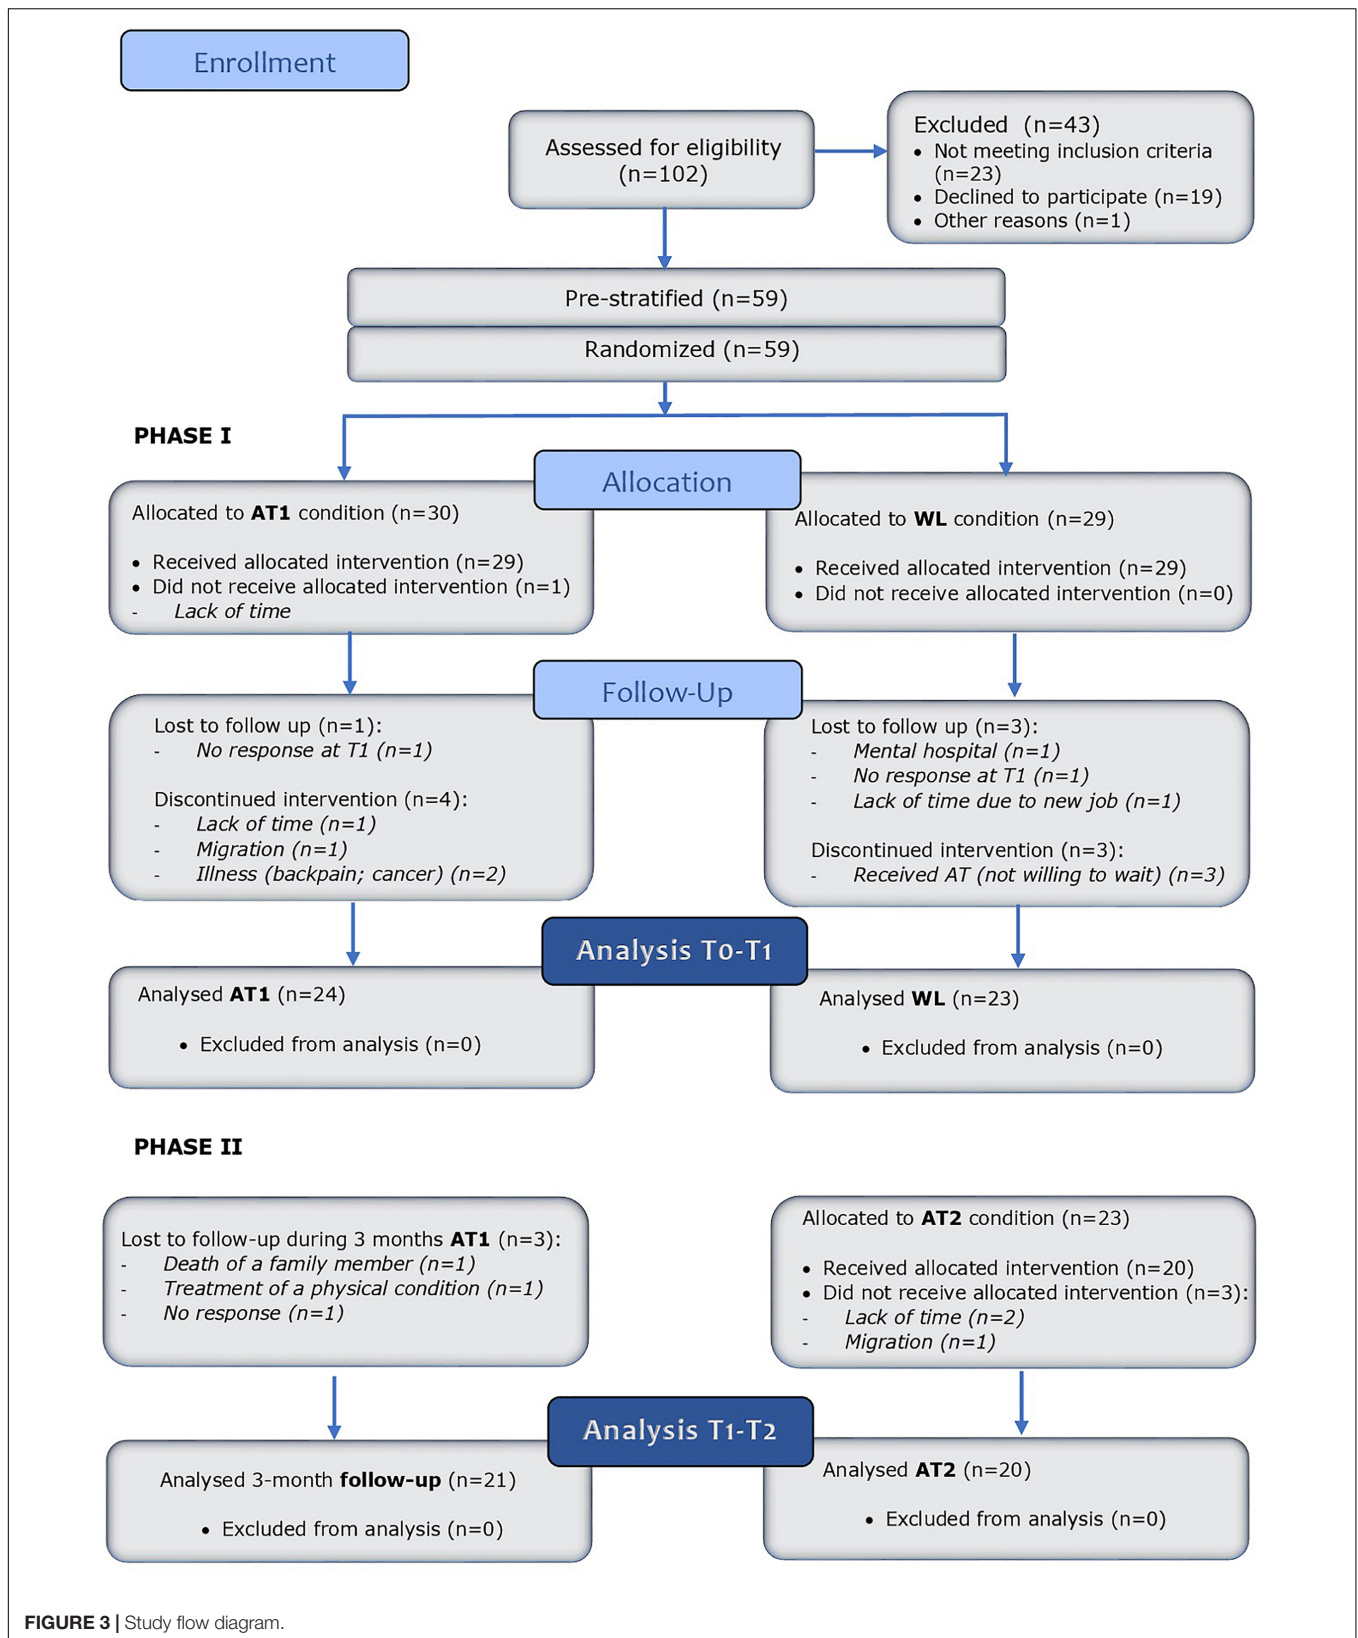 Enrollment
Assessed for eligibility
(n=102)
Excluded (n=43)
• Not meeting inclusion criteria
(n=23)
• Declined to participate (n=19)
• Other reasons (n=1)
Pre-stratified (n=59)
Randomized (n=59)
PHASE I
Allocation
Allocated to AT1 condition (n=30)
• Received allocated intervention (n=29)
• Did not receive allocated intervention (n=1)
- Lack of time
Allocated to WL condition (n=29)
• Received allocated intervention (n=29)
• Did not receive allocated intervention (n=0)
Follow-Up
Lost to follow up (n=1):
- No response at T1 (n=1)
Discontinued intervention (n=4):
- Lack of time (n=1)
- Migration (n=1)
- Illness (backpain; cancer) (n=2)
Lost to follow up (n=3):
- Mental hospital (n=1)
- No response at T1 (n=1)
- Lack of time due to new job (n=1)
Discontinued intervention (n=3):
- Received AT (not willing to wait) (n=3)
Analysis T0-T1
Analysed AT1 (n=24)
• Excluded from analysis (n=0)
Analysed WL (n=23)
• Excluded from analysis (n=0)
PHASE II
Lost to follow-up during 3 months AT1 (n=3):
- Death of a family member (n=1)
- Treatment of a physical condition (n=1)
- No response (n=1)
Allocated to AT2 condition (n=23)
• Received allocated intervention (n=20)
• Did not receive allocated intervention (n=3):
- Lack of time (n=2)
- Migration (n=1)
Analysis T1-T2
Analysed 3-month follow-up (n=21)
• Excluded from analysis (n=0)
Analysed AT2 (n=20)
• Excluded from analysis (n=0)
FIGURE 3 | Study flow diagram.